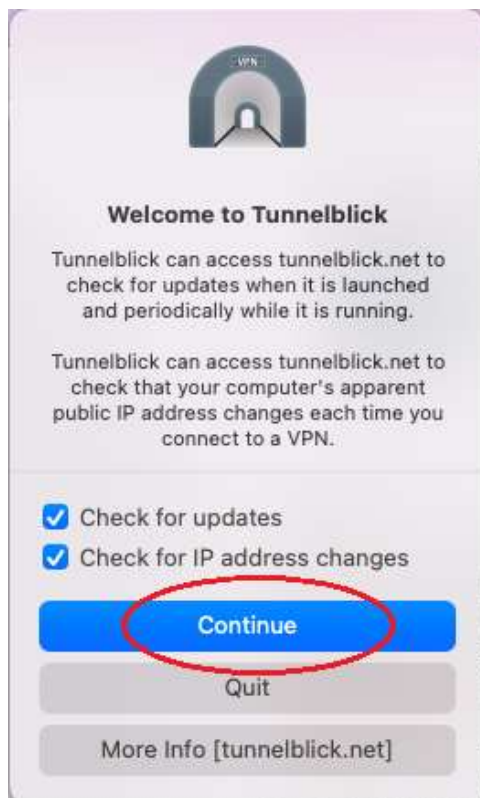 VPN
Welcome to Tunnelblick
Tunnelblick can access tunnelblick.net to
check for updates when it is launched
and periodically while it is running.
Tunnelblick can access tunnelblick.net to
check that your computer's apparent
public IP address changes each time you
connect to a VPN.
Check for updates
Check for IP address changes
Continue
Quit
More Info [tunnelblick.net]